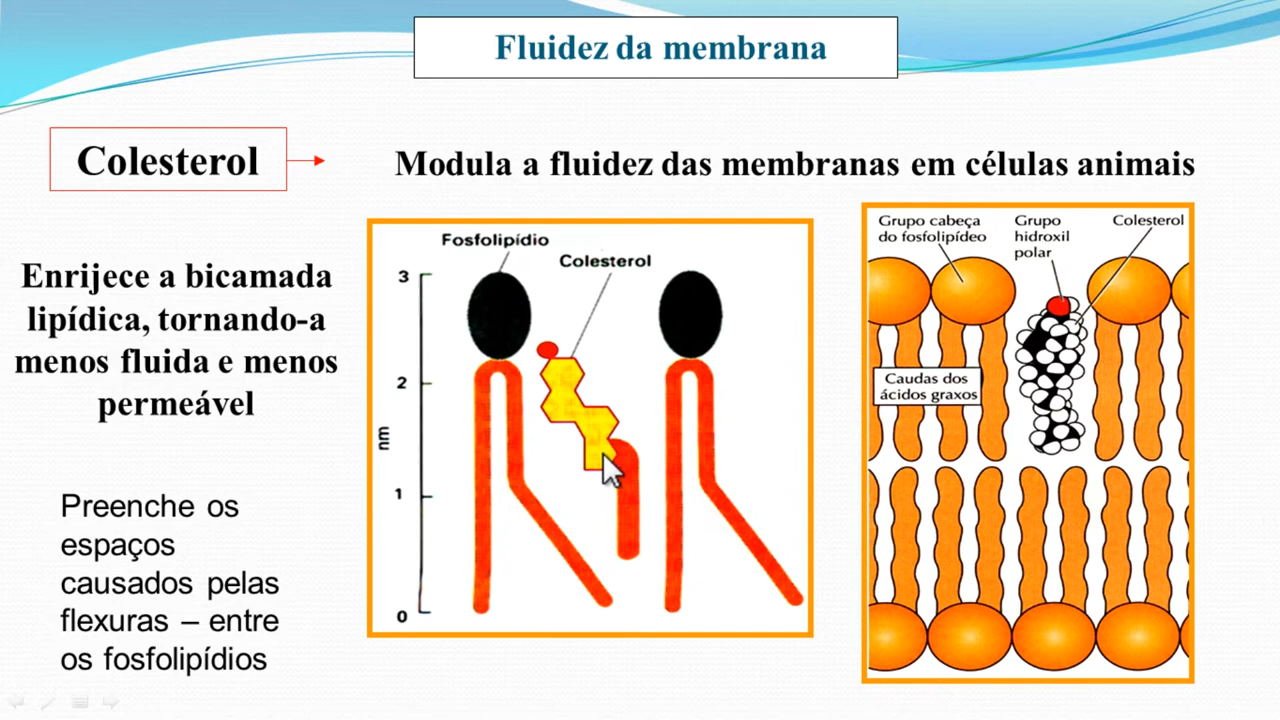 Fluidez da membrana
Colesterol
Modula a fluidez das membranas em células animais
Enrijece a bicamada
lipídica, tornando-a
menos fluida e menos
permeável
Preenche os
espaços
causados pelas
flexuras – entre
os fosfolipídios
Fosfolipídio
Colesterol
3
2
nm
1
0
Grupo cabeça
do fosfolipídeo
Grupo
hidroxil
polar
Colesterol
Caudas dos
ácidos graxos